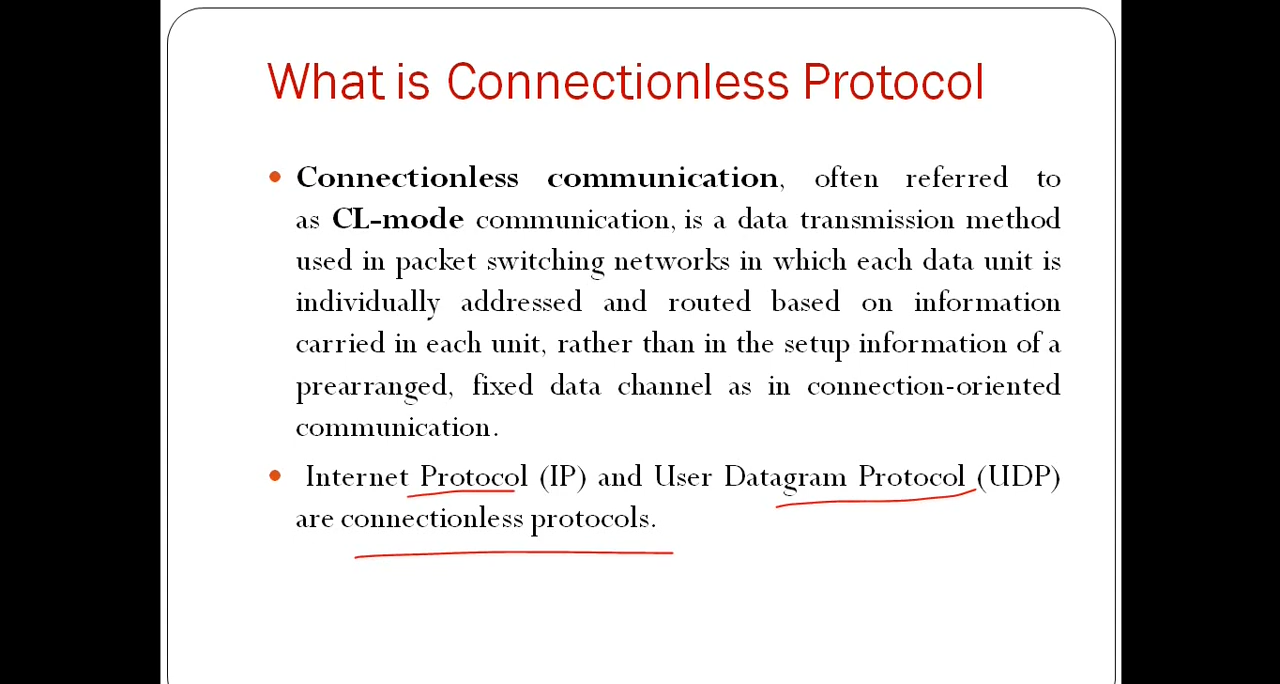 What is Connectionless Protocol
• Connectionless communication, often referred to
as CL-mode communication, is a data transmission method
used in packet switching networks in which each data unit is
individually addressed and routed based on information
carried in each unit, rather than in the setup information of a
prearranged, fixed data channel as in connection-oriented
communication.
• Internet Protocol (IP) and User Datagram Protocol (UDP)
are connectionless protocols.